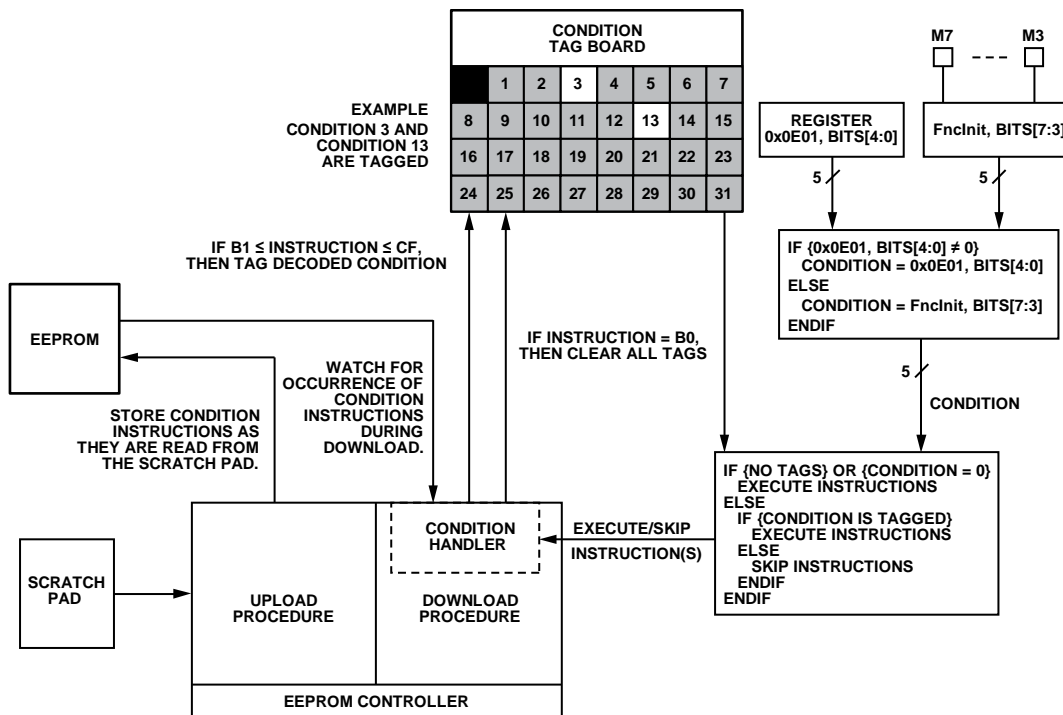 CONDITION
TAG BOARD
1 2 3 4 5 6 7
8 9 10 11 12 13 14 15
16 17 18 19 20 21 22 23
24 25 26 27 28 29 30 31
EXAMPLE
CONDITION 3 AND
CONDITION 13
ARE TAGGED
M7
M3
REGISTER
0x0E01, BITS[4:0]
FncInit, BITS[7:3]
5
5
IF {0x0E01, BITS[4:0] ≠ 0}
CONDITION = 0x0E01, BITS[4:0]
ELSE
CONDITION = FncInit, BITS[7:3]
ENDIF
5
CONDITION
IF B1 ≤ INSTRUCTION ≤ CF,
THEN TAG DECODED CONDITION
IF INSTRUCTION = B0,
THEN CLEAR ALL TAGS
EEPROM
WATCH FOR
OCCURRENCE OF
CONDITION
INSTRUCTIONS
DURING
DOWNLOAD.
STORE CONDITION
INSTRUCTIONS AS
THEY ARE READ FROM
THE SCRATCH PAD.
IF {NO TAGS} OR {CONDITION = 0}
EXECUTE INSTRUCTIONS
ELSE
IF {CONDITION IS TAGGED}
EXECUTE INSTRUCTIONS
ELSE
SKIP INSTRUCTIONS
ENDIF
ENDIF
CONDITION
HANDLER
EXECUTE/SKIP
INSTRUCTION(S)
SCRATCH
PAD
UPLOAD
PROCEDURE
DOWNLOAD
PROCEDURE
EEPROM CONTROLLER